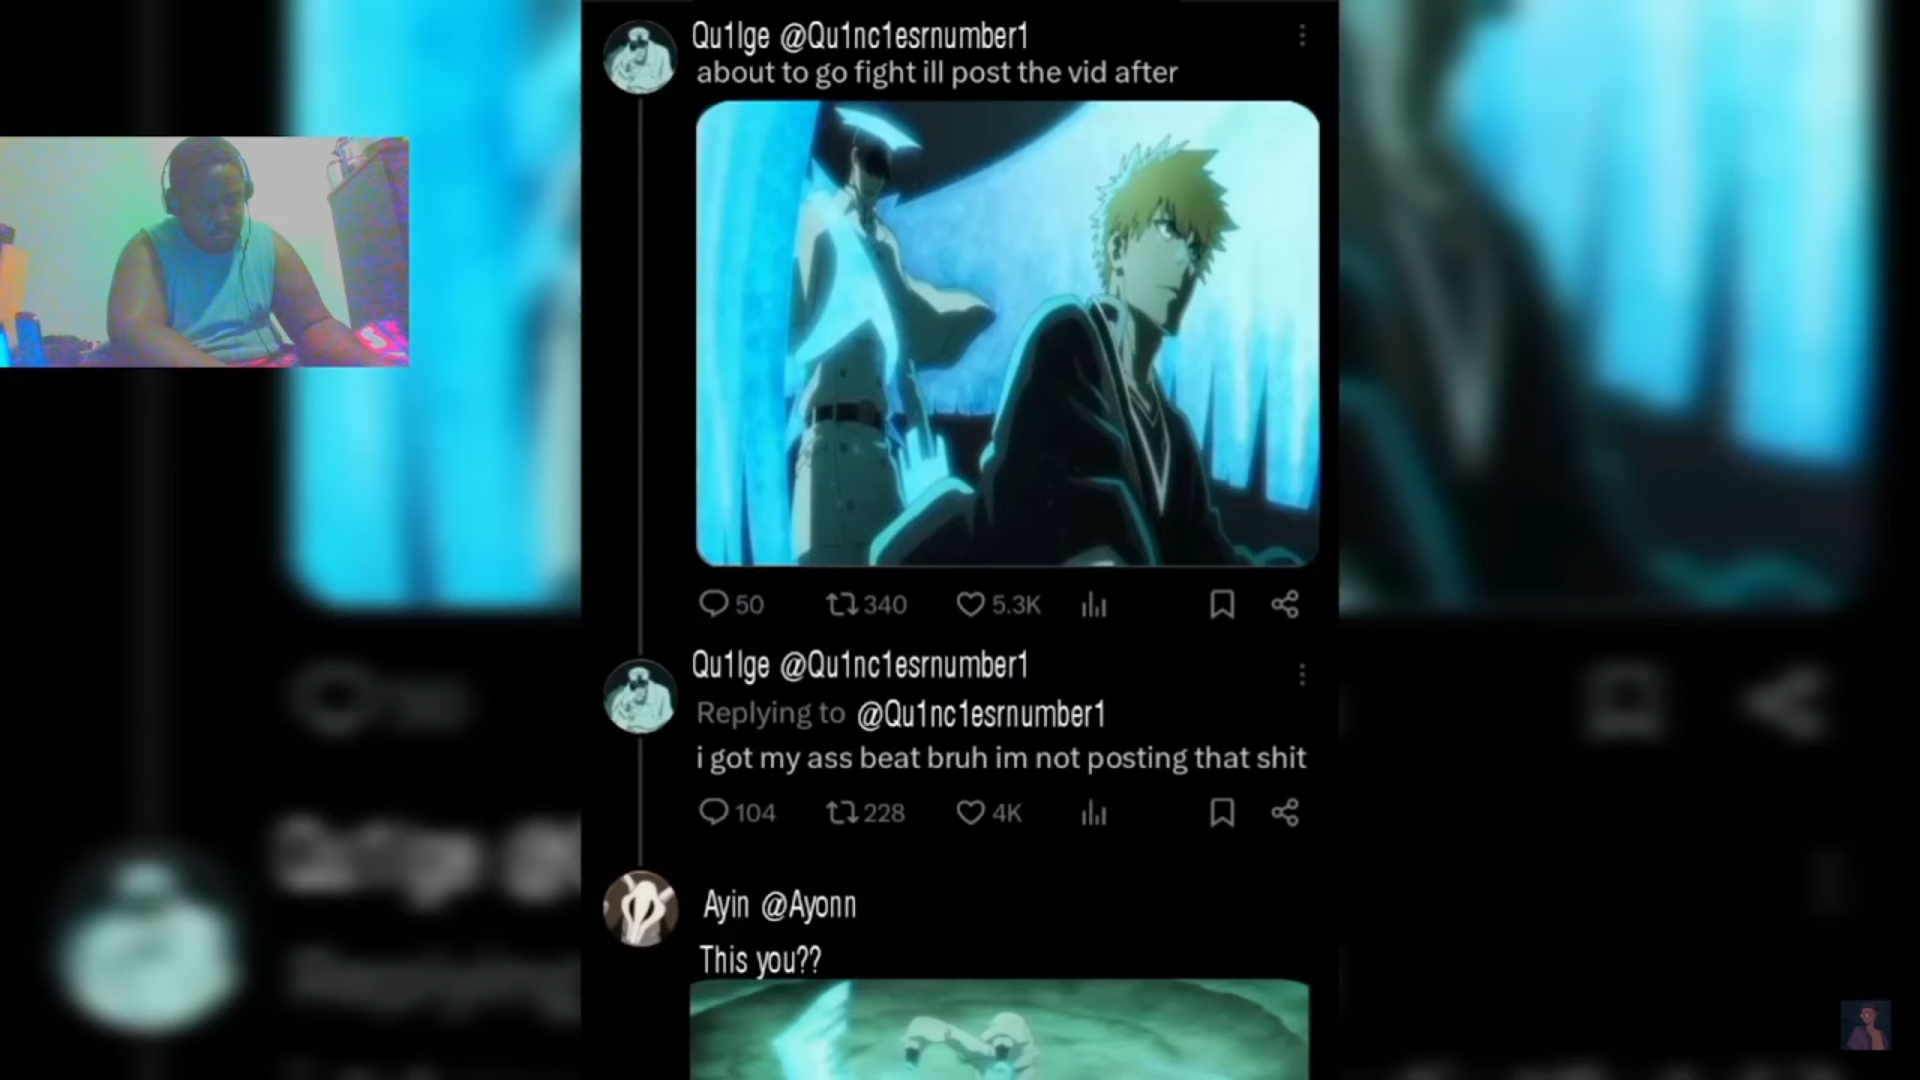 Qu1lge @Qu1nc1esrnumber1
about to go fight ill post the vid after
50 340 5.3K
Qu1lge @Qu1nc1esrnumber1
Replying to @Qu1nc1esrnumber1
i got my ass beat bruh im not posting that shit
104 228 4K
Ayin @Ayonn
This you??